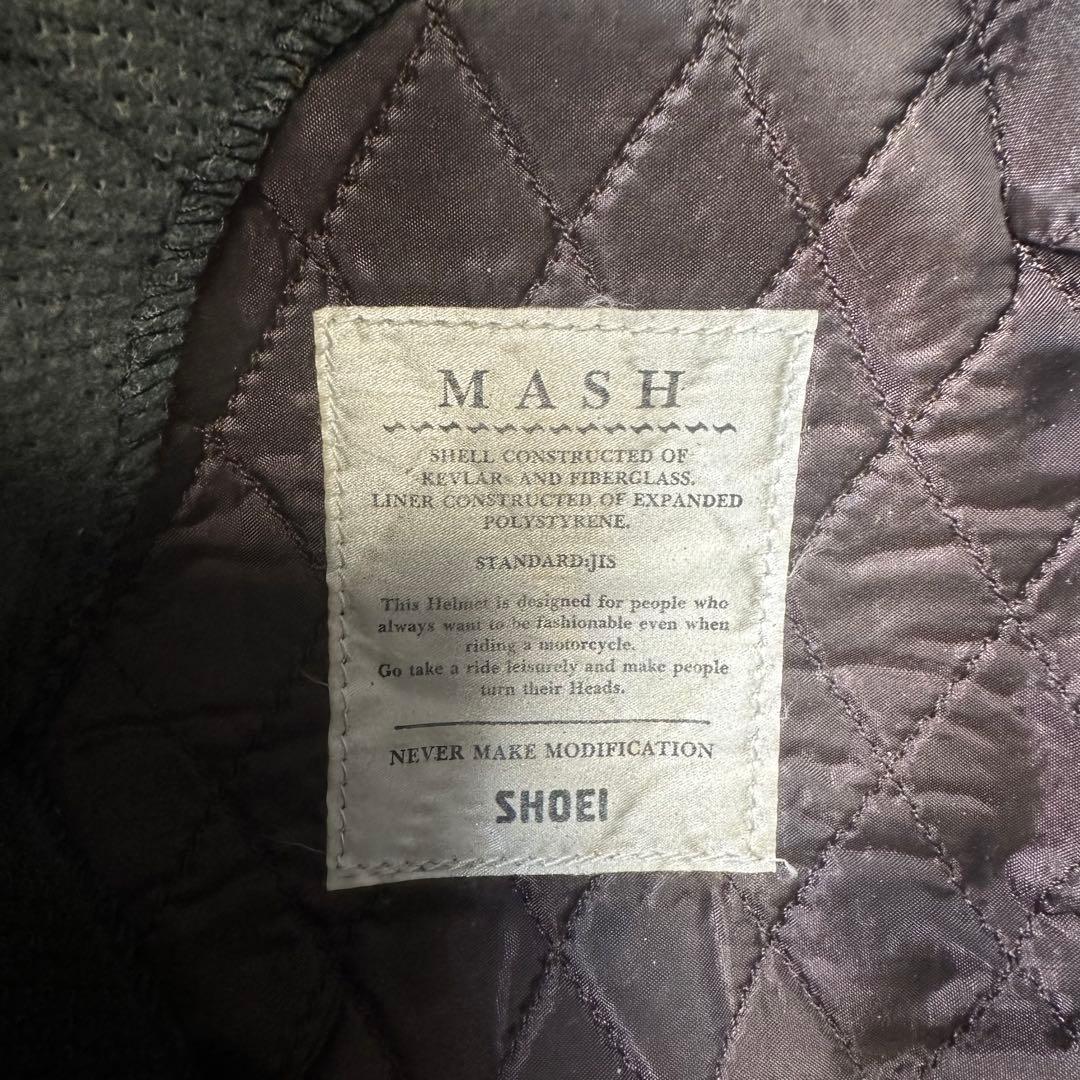 MASH
SHELL CONSTRUCTED OF
KEVLAR® AND FIBERGLASS.
LINER CONSTRUCTED OF EXPANDED
POLYSTYRENE.
STANDARD:JIS
This Helmet is designed for people who
always want to be fashionable even when
riding a motorcycle.
Go take a ride leisurely and make people
turn their Heads.
NEVER MAKE MODIFICATION
SHOEI